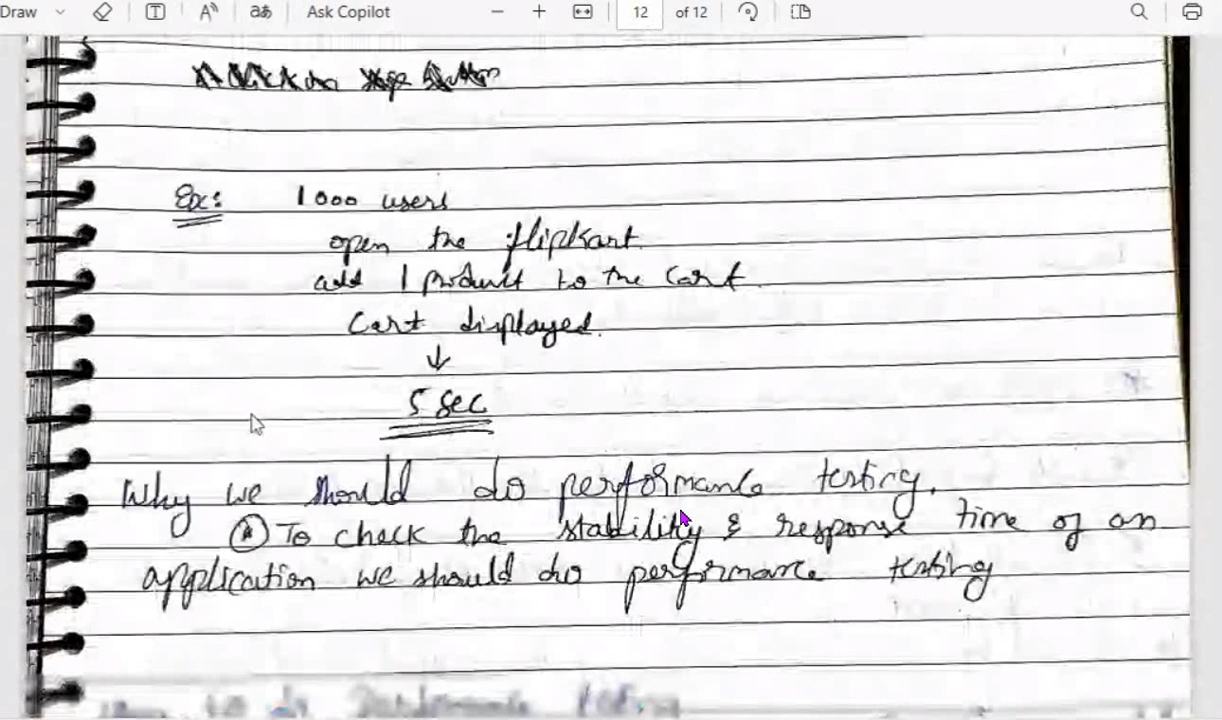 Draw
aあ
Ask Copilot
12 of 12
Ex: 1000 users
open the flipkart.
add 1 product to the cart.
Cart displayed.
↓
5 sec
Why we should do performance testing.
To check the stability & response time of an
application we should do performance testing